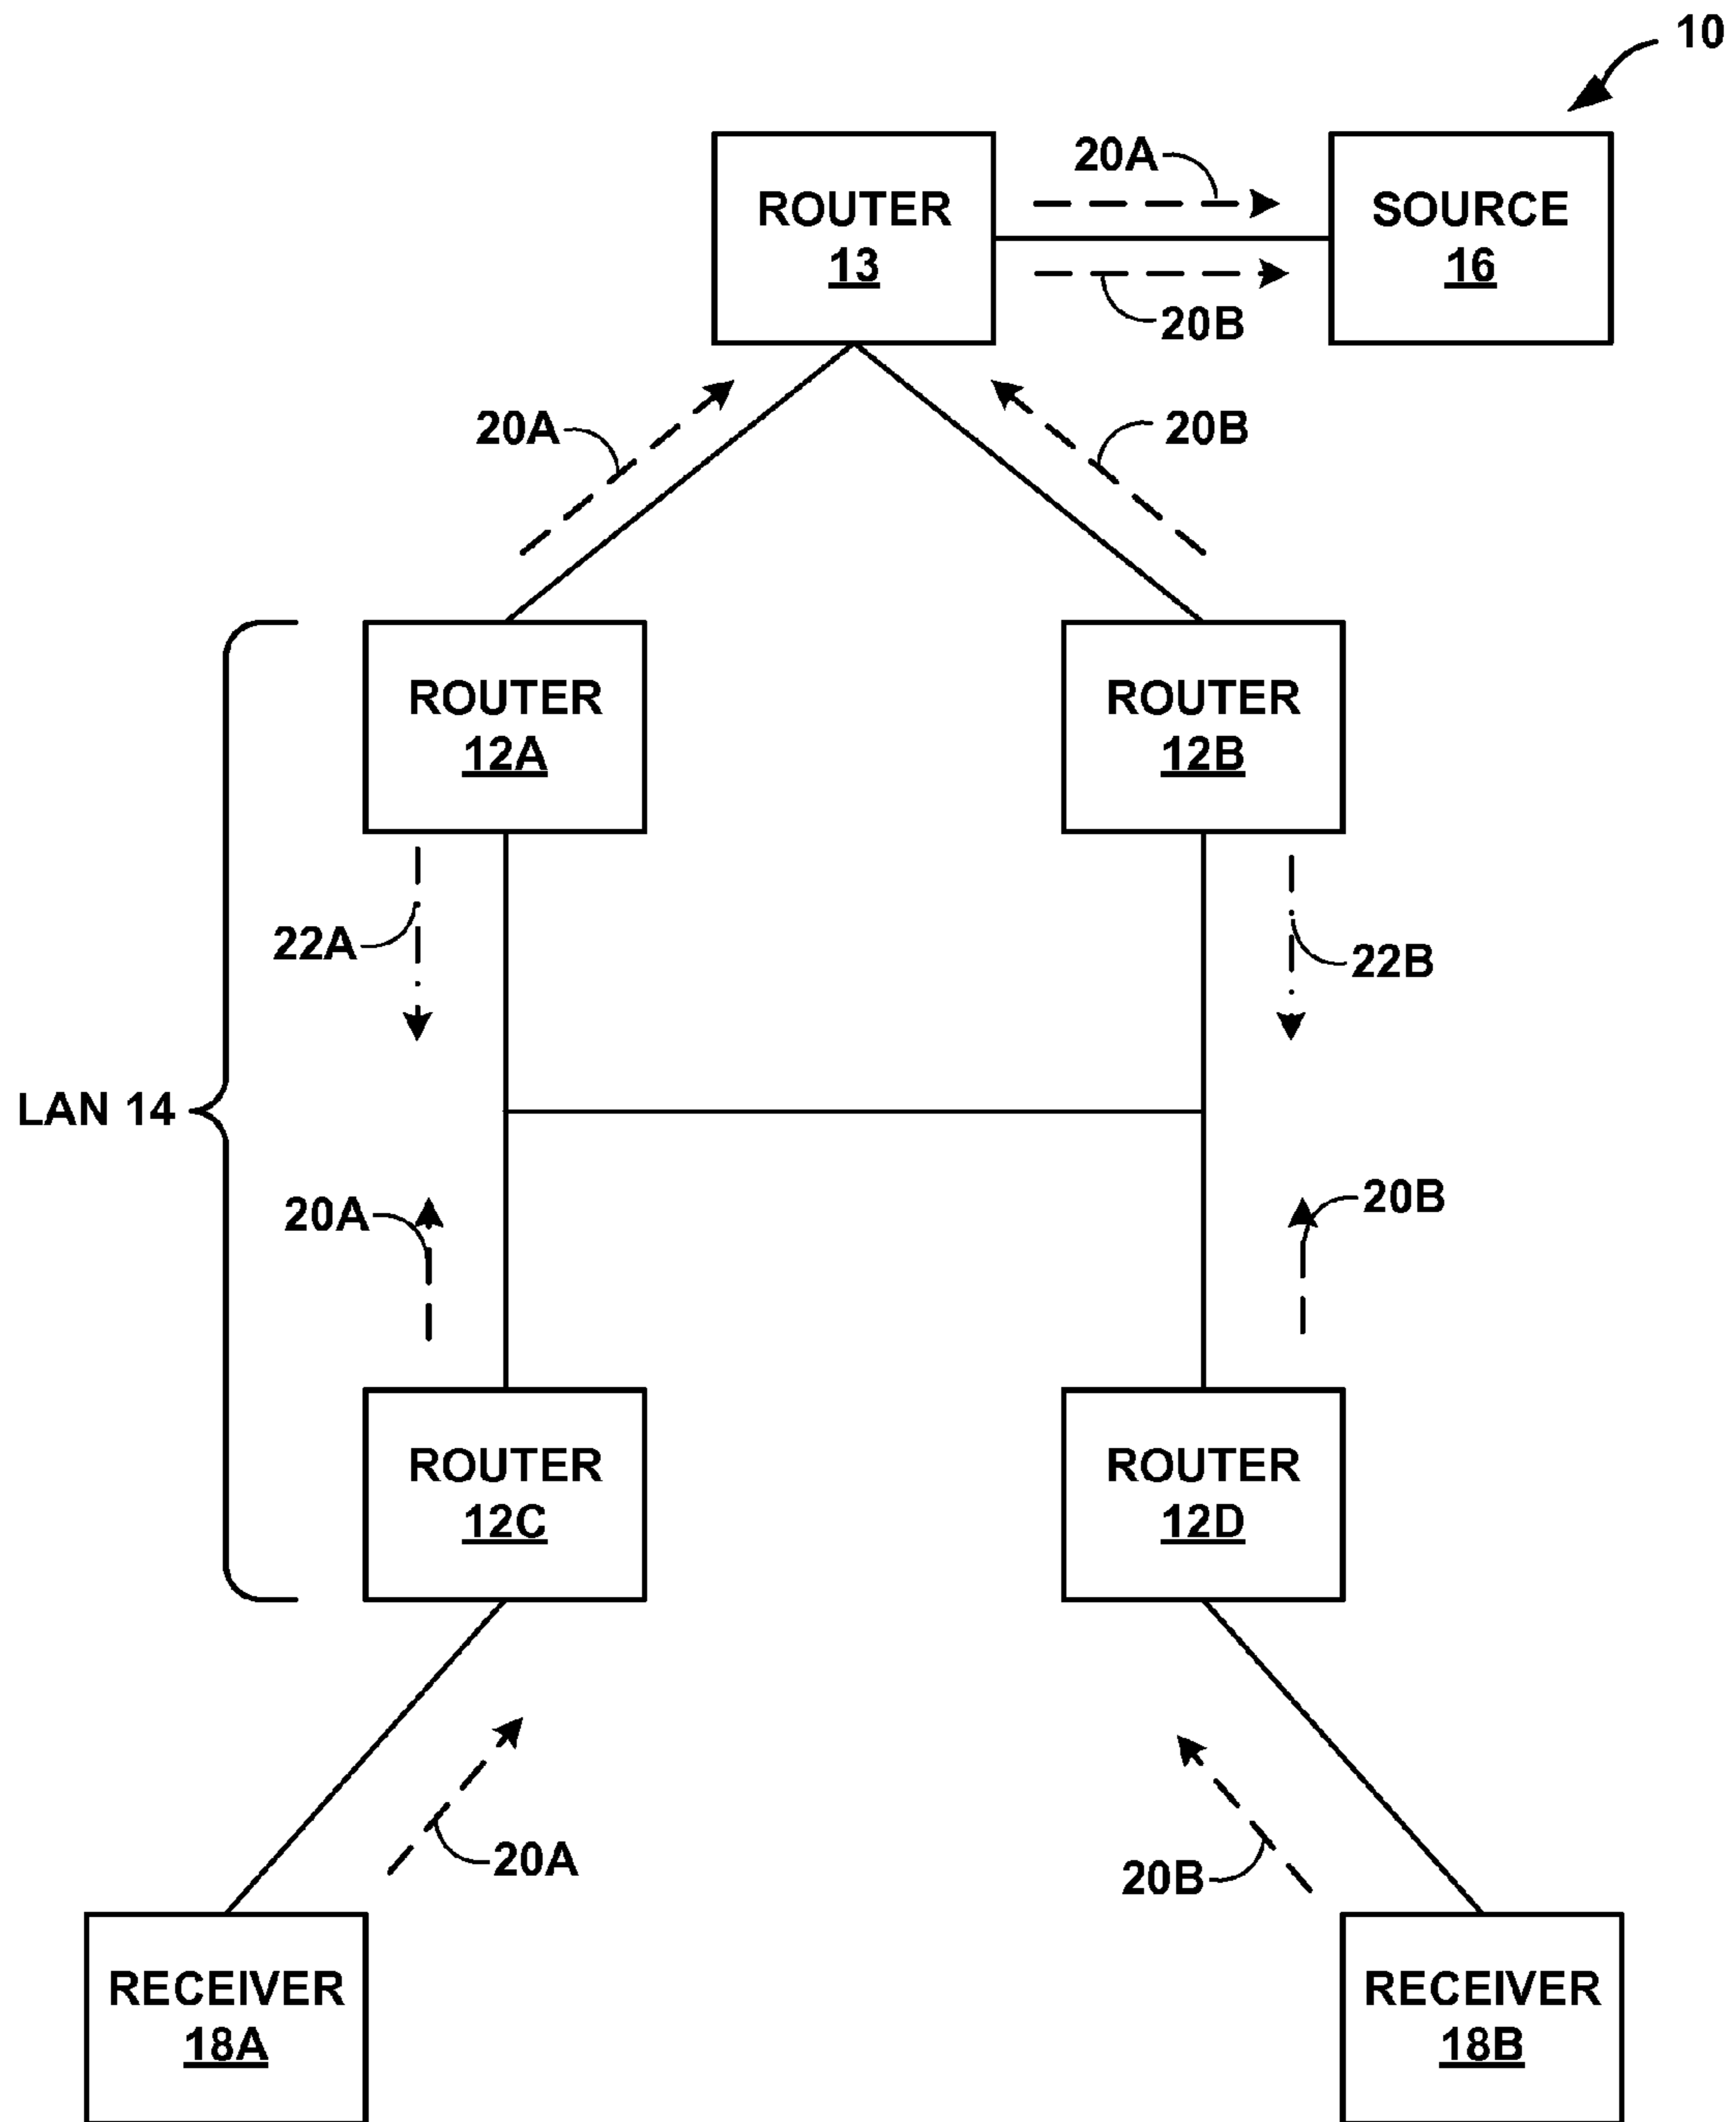 10
20A
ROUTER
13
SOURCE
16
20B
20A
20B
ROUTER
12A
ROUTER
12B
22A
22B
LAN 14
20A
20B
ROUTER
12C
ROUTER
12D
20A
20B
RECEIVER
18A
RECEIVER
18B